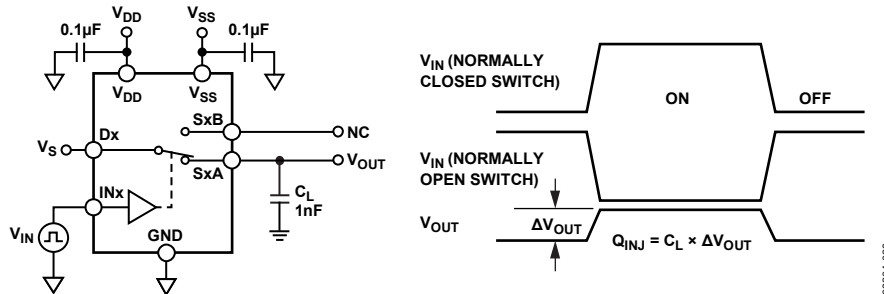 VDD
VSS
0.1µF
0.1µF
VDD
VSS
SxB
NC
VS
Dx
SxA
VOUT
INx
CL
1nF
VIN
GND
VIN (NORMALLY
CLOSED SWITCH)
ON
OFF
VIN (NORMALLY
OPEN SWITCH)
VOUT
ΔVOUT
QINJ = CL × ΔVOUT